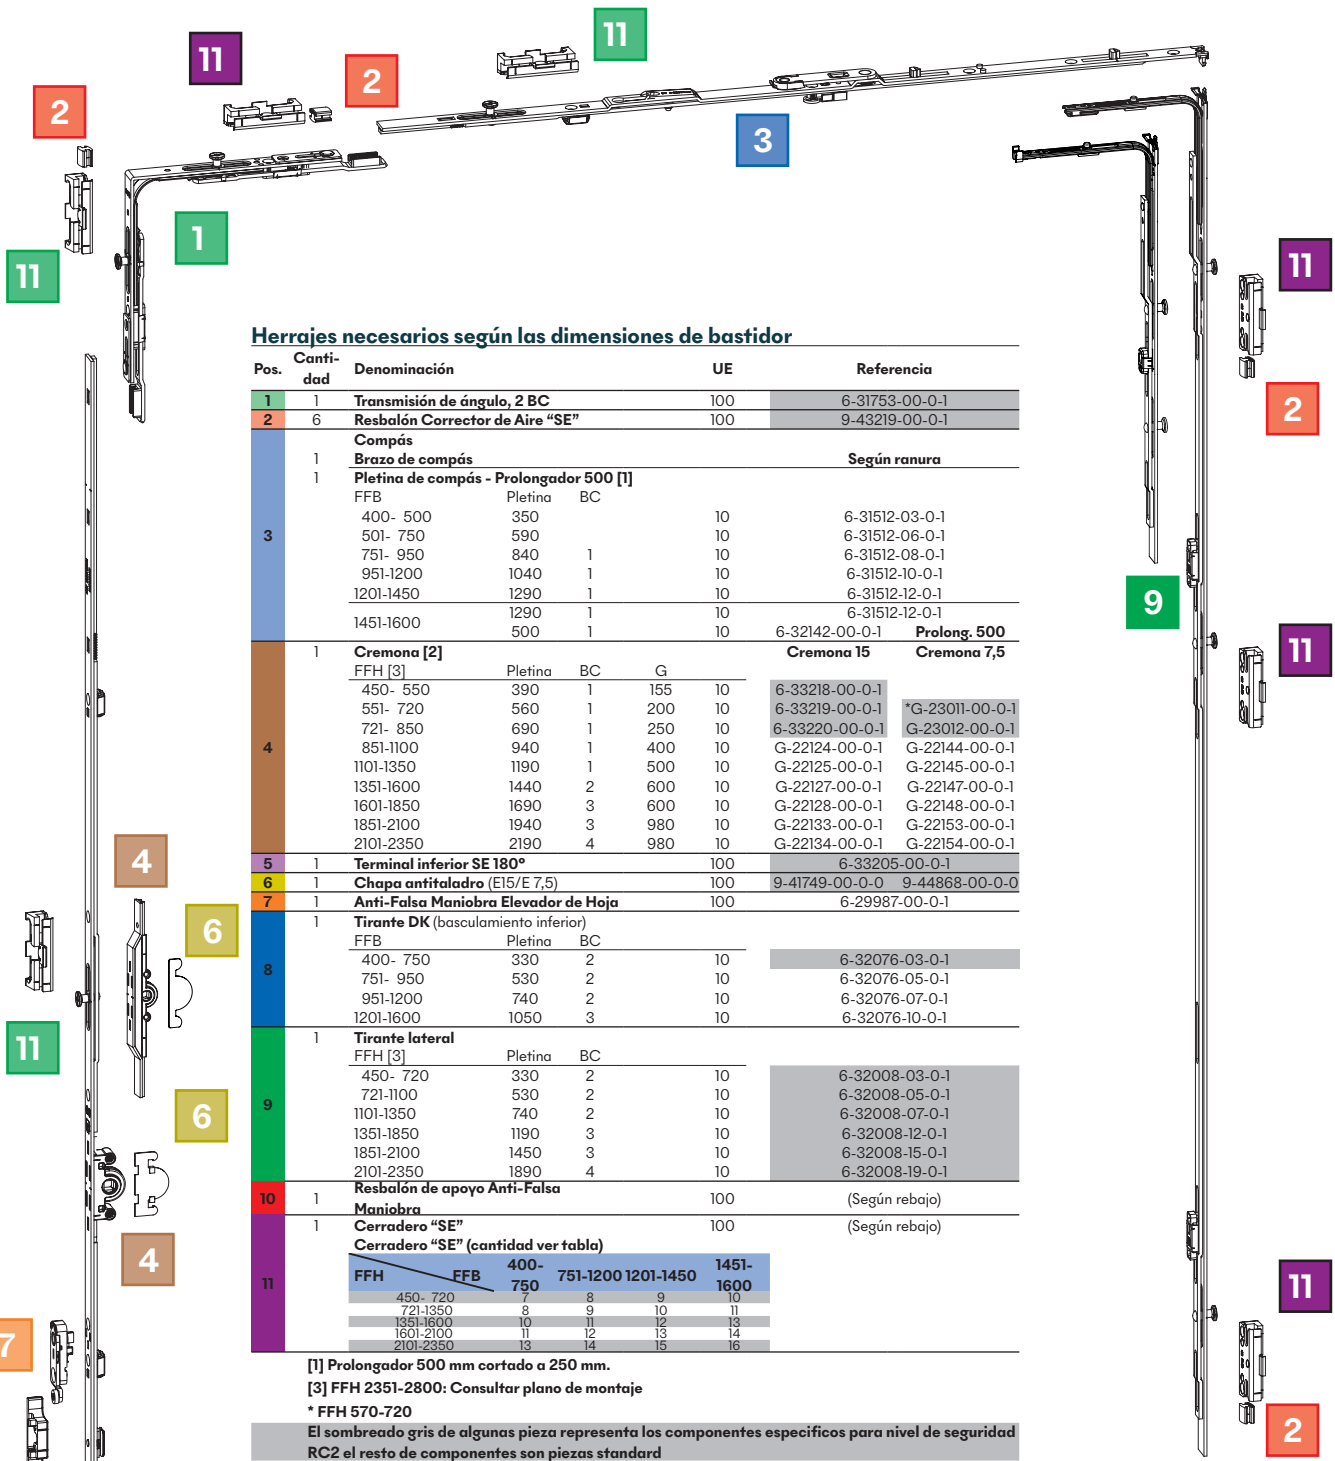 11
11
2
2
3
1
11
11
2
Herrajes necesarios según las dimensiones de bastidor
Pos. Canti-dad Denominación UE Referencia
1 1 Transmisión de ángulo, 2 BC 100 6-31753-00-0-1
2 6 Resbalón Corrector de Aire “SE” 100 9-43219-00-0-1
3
Compás
1 Brazo de compás Según ranura
1 Pletina de compás - Prolongador 500 [1]
FFB Pletina BC
400- 500 350 10 6-31512-03-0-1
501- 750 590 10 6-31512-06-0-1
751- 950 840 1 10 6-31512-08-0-1
951-1200 1040 1 10 6-31512-10-0-1
1201-1450 1290 1 10 6-31512-12-0-1
1451-1600 1290 1 10 6-31512-12-0-1
500 1 10 6-32142-00-0-1 Prolong. 500
4
1 Cremona [2] Cremona 15 Cremona 7,5
FFH [3] Pletina BC G
450- 550 390 1 155 10 6-33218-00-0-1
551- 720 560 1 200 10 6-33219-00-0-1 *G-23011-00-0-1
721- 850 690 1 250 10 6-33220-00-0-1 G-23012-00-0-1
851-1100 940 1 400 10 G-22124-00-0-1 G-22144-00-0-1
1101-1350 1190 1 500 10 G-22125-00-0-1 G-22145-00-0-1
1351-1600 1440 2 600 10 G-22127-00-0-1 G-22147-00-0-1
1601-1850 1690 3 600 10 G-22128-00-0-1 G-22148-00-0-1
1851-2100 1940 3 980 10 G-22133-00-0-1 G-22153-00-0-1
2101-2350 2190 4 980 10 G-22134-00-0-1 G-22154-00-0-1
5 1 Terminal inferior SE 180º 100 6-33205-00-0-1
6 1 Chapa antitaladro (E15/E 7,5) 100 9-41749-00-0-0 9-44868-00-0-0
7 1 Anti-Falsa Maniobra Elevador de Hoja 100 6-29987-00-0-1
8
1 Tirante DK (basculamiento inferior)
FFB Pletina BC
400- 750 330 2 10 6-32076-03-0-1
751- 950 530 2 10 6-32076-05-0-1
951-1200 740 2 10 6-32076-07-0-1
1201-1600 1050 3 10 6-32076-10-0-1
9
1 Tirante lateral
FFH [3] Pletina BC
450- 720 330 2 10 6-32008-03-0-1
721-1100 530 2 10 6-32008-05-0-1
1101-1350 740 2 10 6-32008-07-0-1
1351-1850 1190 3 10 6-32008-12-0-1
1851-2100 1450 3 10 6-32008-15-0-1
2101-2350 1890 4 10 6-32008-19-0-1
10 1 Resbalón de apoyo Anti-Falsa Maniobra 100 (Según rebajo)
11
1 Cerradero “SE” 100 (Según rebajo)
Cerradero “SE” (cantidad ver tabla)
FFH FFB 400-750 751-1200 1201-1450 1451-1600
450- 720 7 8 9 10
721-1350 8 9 10 11
1351-1600 10 11 12 13
1601-2100 11 12 13 14
2101-2350 13 14 15 16
[1] Prolongador 500 mm cortado a 250 mm.
[3] FFH 2351-2800: Consultar plano de montaje
* FFH 570-720
El sombreado gris de algunas pieza representa los componentes especificos para nivel de seguridad
RC2 el resto de componentes son piezas standard
9
11
4
6
11
6
4
11
7
2